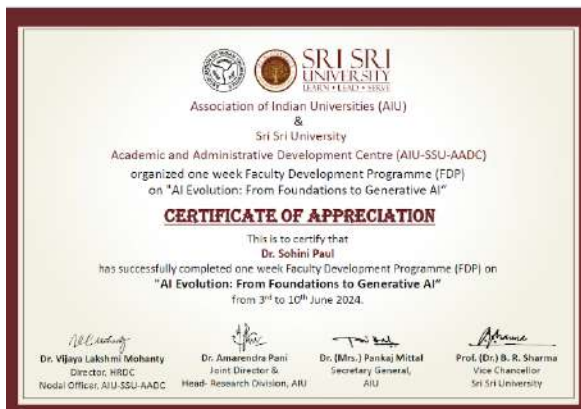 SRI SRI
UNIVERSITY
LEARN • LEAD • SERVE
Association of Indian Universities (AIU)
&
Sri Sri University
Academic and Administrative Development Centre (AIU-SSU-AADC)
organized one week Faculty Development Programme (FDP)
on "AI Evolution: From Foundations to Generative AI"
CERTIFICATE OF APPRECIATION
This is to certify that
Dr. Sohini Paul
has successfully completed one week Faculty Development Programme (FDP) on
"AI Evolution: From Foundations to Generative AI"
from 3rd to 10th June 2024.
Dr. Vijaya Lakshmi Mohanty
Director, HRDC
Nodal Officer, AIU-SSU-AADC
Dr. Amarendra Pani
Joint Director &
Head- Research Division, AIU
Dr. (Mrs.) Pankaj Mittal
Secretary General,
AIU
Prof. (Dr.) B. R. Sharma
Vice Chancellor
Sri Sri University